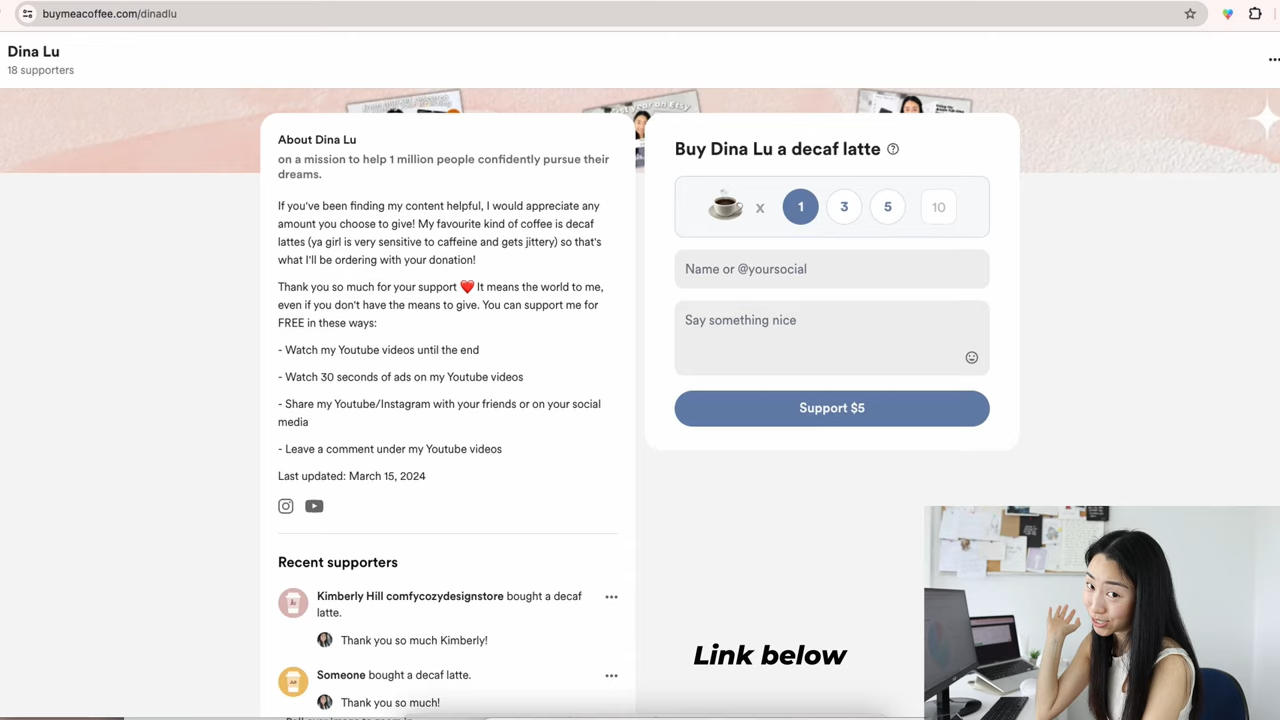 buymeacoffee.com/dinadlu
Dina Lu
18 supporters
year on Etsy
About Dina Lu
on a mission to help 1 million people confidently pursue their
dreams.
If you've been finding my content helpful, I would appreciate any
amount you choose to give! My favourite kind of coffee is decaf
lattes (ya girl is very sensitive to caffeine and gets jittery) so that's
what I'll be ordering with your donation!
Thank you so much for your support ❤️ It means the world to me,
even if you don't have the means to give. You can support me for
FREE in these ways:
- Watch my Youtube videos until the end
- Watch 30 seconds of ads on my Youtube videos
- Share my Youtube/Instagram with your friends or on your social
media
- Leave a comment under my Youtube videos
Last updated: March 15, 2024
Recent supporters
Kimberly Hill comfycozydesignstore bought a decaf
latte.
Thank you so much Kimberly!
Someone bought a decaf latte.
Thank you so much!
Buy Dina Lu a decaf latte
x 1 3 5 10
Name or @yoursocial
Say something nice
Support $5
Link below